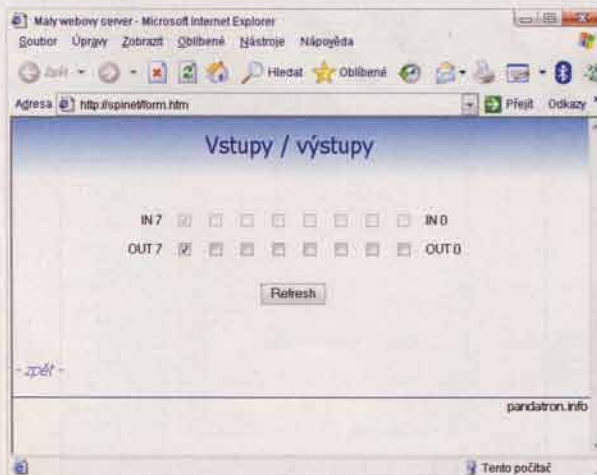 Malý webový server - Microsoft Internet Explorer
Soubor Úpravy Zobrazit Oblíbené Nástroje Nápověda
Zpět Hledat Oblíbené
Adresa http://spinet/form.htm Přejít Odkazy
Vstupy / výstupy
IN 7 IN 0
OUT 7 OUT 0
Refresh
- zpět -
pandatron.info
Tento počítač